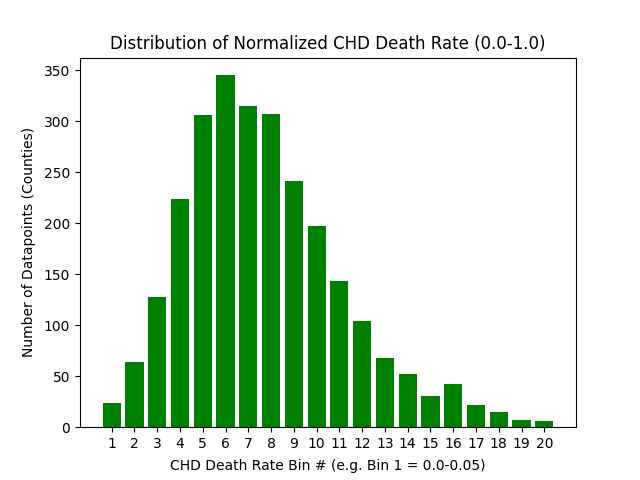 Distribution of Normalized CHD Death Rate (0.0-1.0)
350
300
250
200
150
100
50
0
Number of Datapoints (Counties)
1 2 3 4 5 6 7 8 9 10 11 12 13 14 15 16 17 18 19 20
CHD Death Rate Bin # (e.g. Bin 1 = 0.0-0.05)